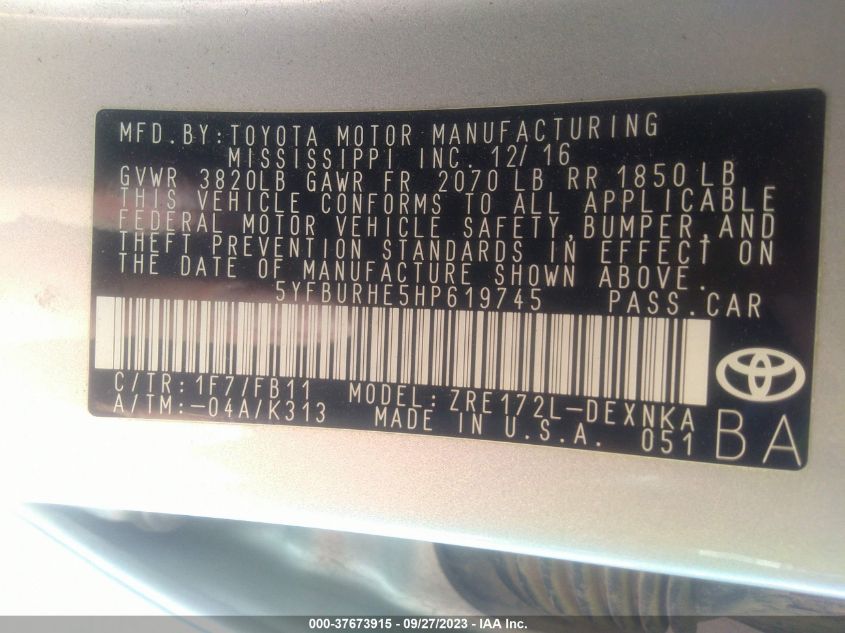 MFD.BY:TOYOTA MOTOR MANUFACTURING
MISSISSIPPI INC. 12/16
GVWR 3820LB GAWR FR 2070 LB RR 1850 LB
THIS VEHICLE CONFORMS TO ALL APPLICABLE
FEDERAL MOTOR VEHICLE SAFETY, BUMPER, AND
THEFT PREVENTION STANDARDS IN EFFECT ON
THE DATE OF MANUFACTURE SHOWN ABOVE.
5YFBURHE5HP619745 PASS.CAR
C/TR:1F7/FB11 MODEL:ZRE172L-DEXNKA
A/TM:-04A/K313 MADE IN U.S.A. 051
BA
000-37673915 - 09/27/2023 - IAA Inc.